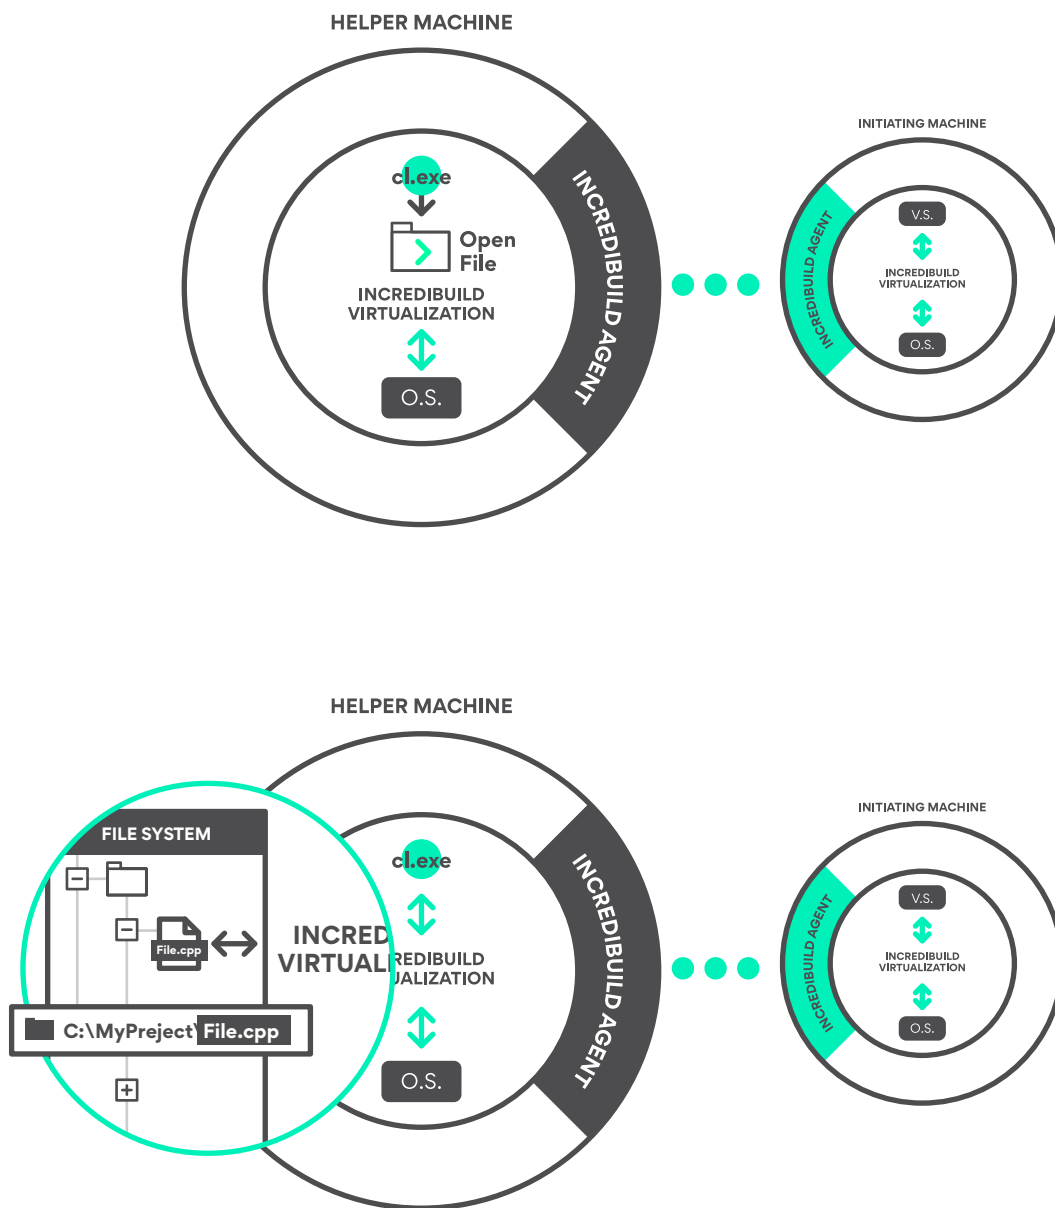 HELPER MACHINE
INITIATING MACHINE
cl.exe
Open
File
INCREDIBUILD
VIRTUALIZATION
O.S.
INCREDIBUILD AGENT
INCREDIBUILD AGENT
V.S.
INCREDIBUILD
VIRTUALIZATION
O.S.
HELPER MACHINE
INITIATING MACHINE
FILE SYSTEM
File.cpp
INCRED
VIRTUALI
C:\MyPreject\File.cpp
cl.exe
REDIBUILD
UALIZATION
O.S.
INCREDIBUILD AGENT
INCREDIBUILD AGENT
V.S.
INCREDIBUILD
VIRTUALIZATION
O.S.